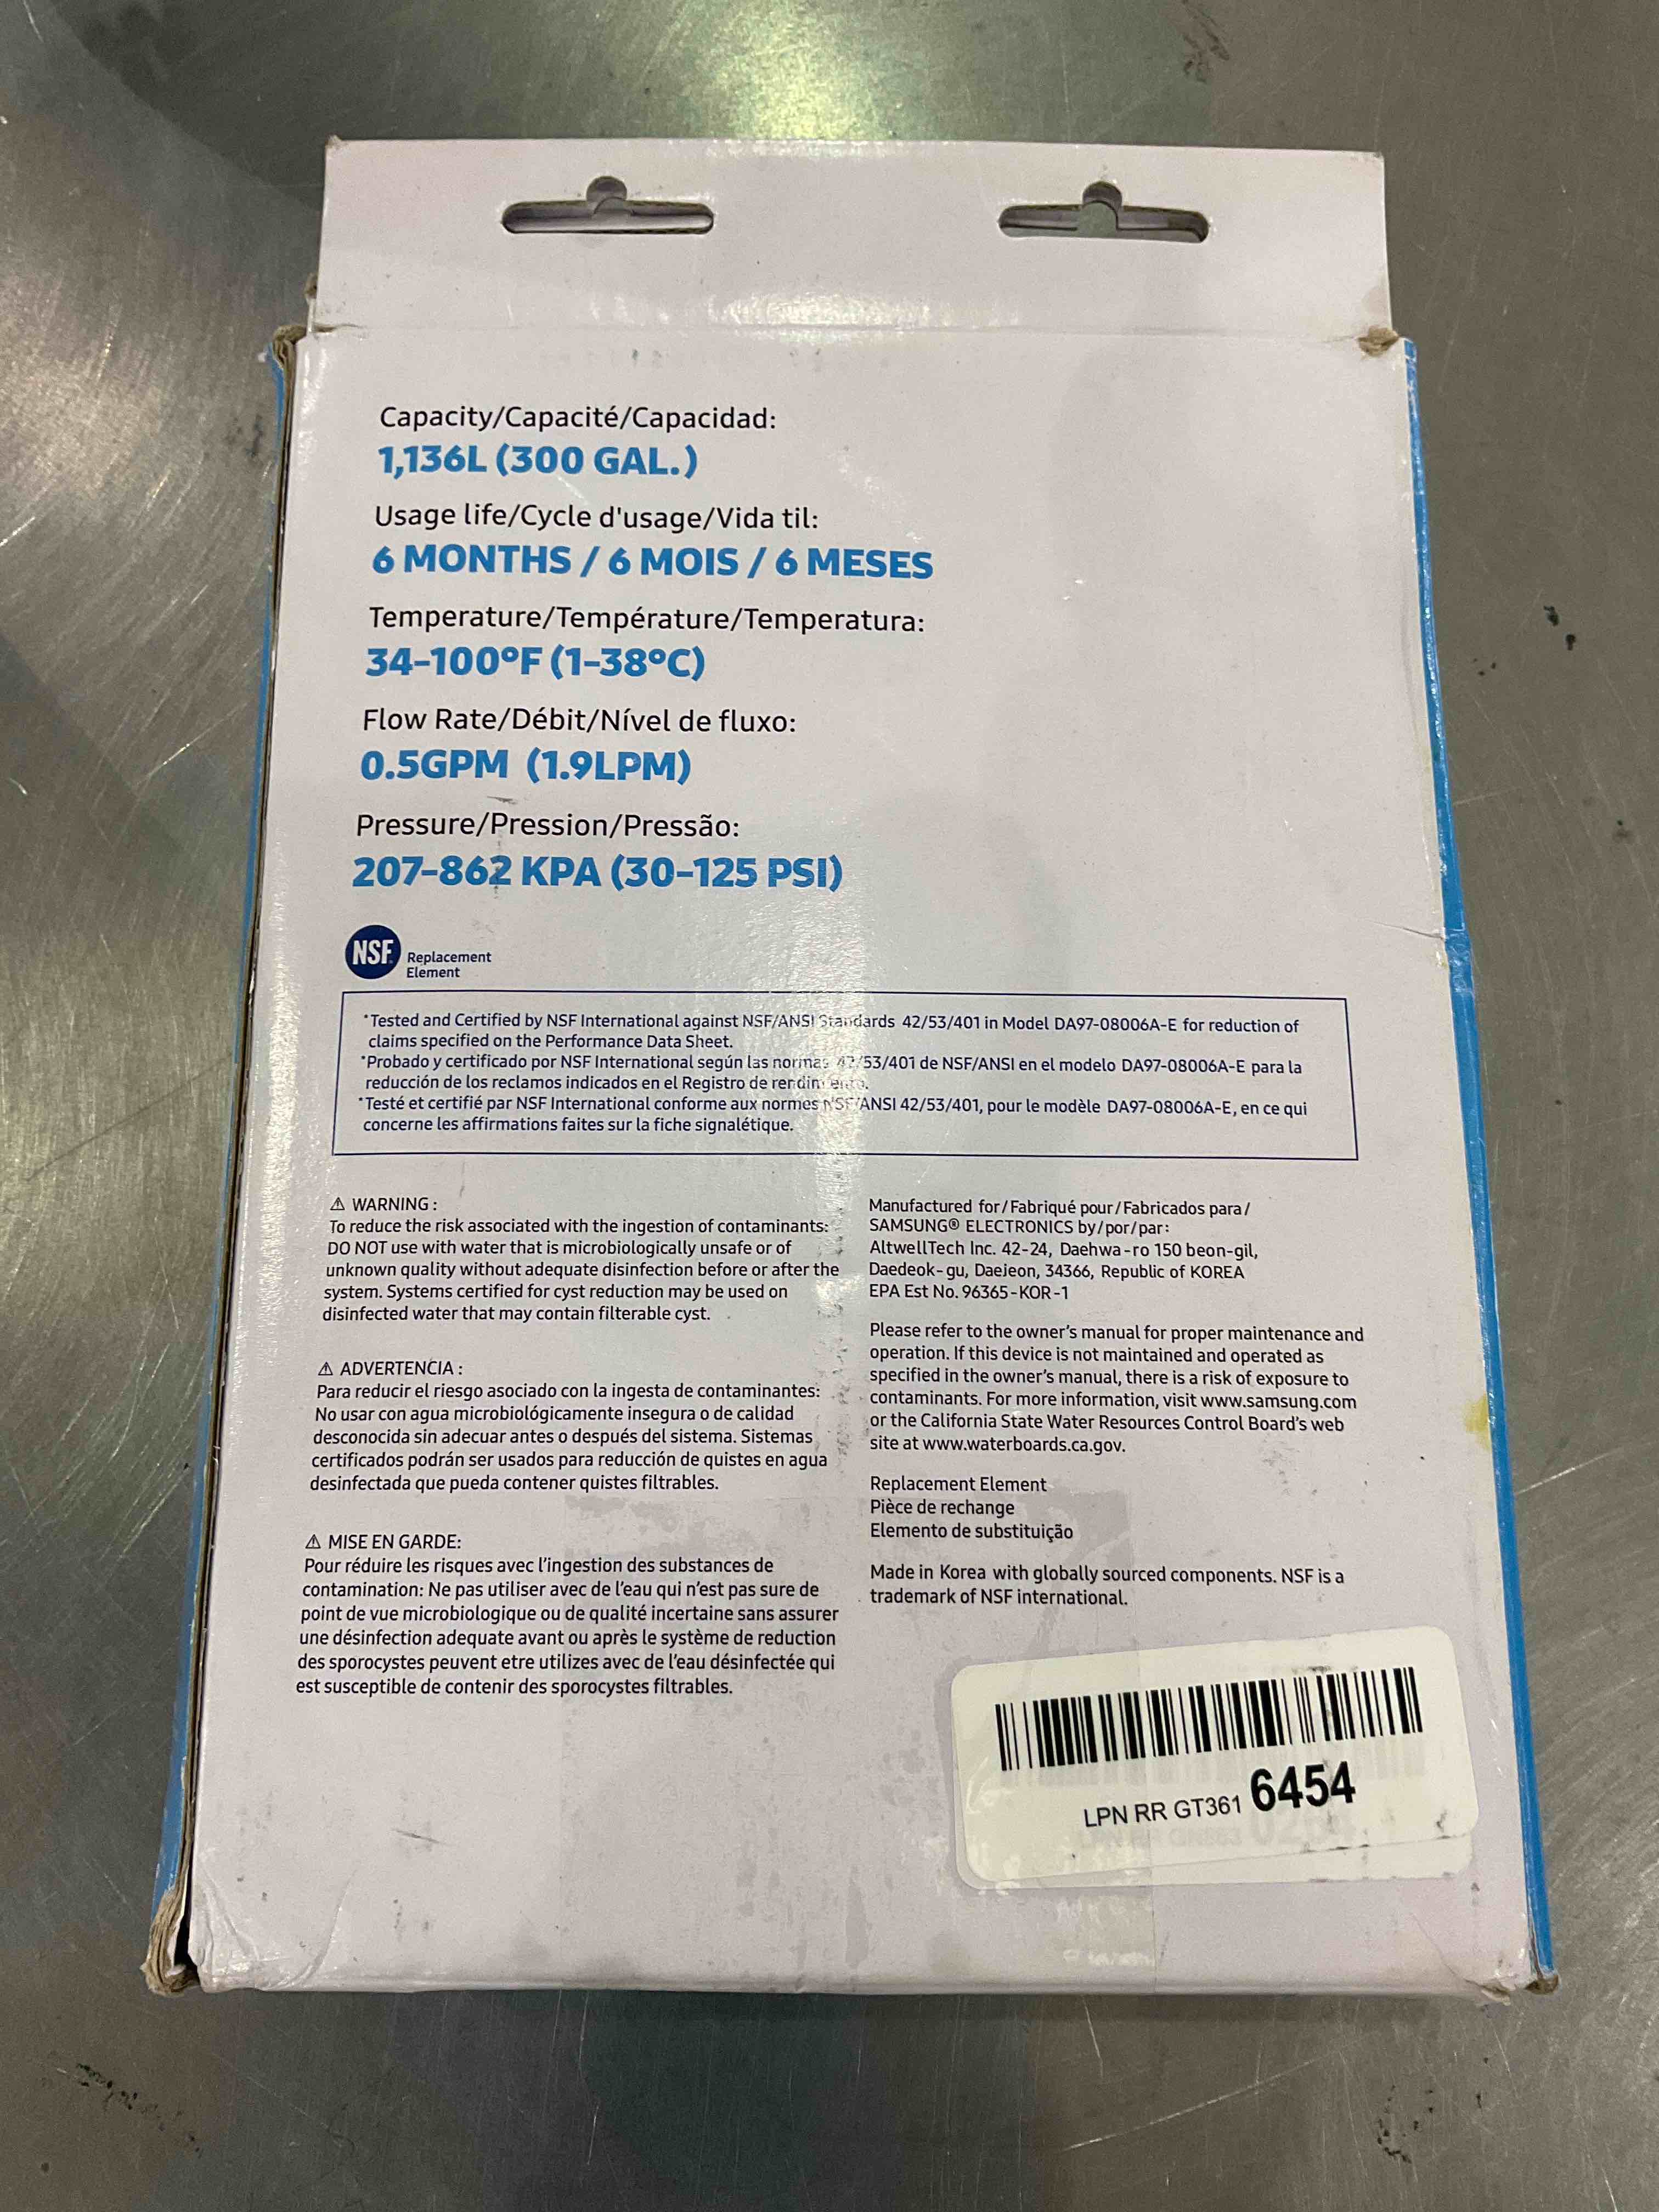 Capacity/Capacité/Capacidad:
1,136L (300 GAL.)
Usage life/Cycle d'usage/Vida til:
6 MONTHS / 6 MOIS / 6 MESES
Temperature/Température/Temperatura:
34-100°F (1-38°C)
Flow Rate/Débit/Nível de fluxo:
0.5GPM (1.9LPM)
Pressure/Pression/Pressão:
207-862 KPA (30-125 PSI)
NSF
Replacement
Element
*Tested and Certified by NSF International against NSF/ANSI Standards 42/53/401 in Model DA97-08006A-E for reduction of
claims specified on the Performance Data Sheet.
*Probado y certificado por NSF International según las normas 42/53/401 de NSF/ANSI en el modelo DA97-08006A-E para la
reducción de los reclamos indicados en el Registro de rendimiento.
*Testé et certifié par NSF International conforme aux normes NSF/ANSI 42/53/401, pour le modèle DA97-08006A-E, en ce qui
concerne les affirmations faites sur la fiche signalétique.
⚠ WARNING :
To reduce the risk associated with the ingestion of contaminants:
DO NOT use with water that is microbiologically unsafe or of
unknown quality without adequate disinfection before or after the
system. Systems certified for cyst reduction may be used on
disinfected water that may contain filterable cyst.
⚠ ADVERTENCIA :
Para reducir el riesgo asociado con la ingesta de contaminantes:
No usar con agua microbiológicamente insegura o de calidad
desconocida sin adecuar antes o después del sistema. Sistemas
certificados podrán ser usados para reducción de quistes en agua
desinfectada que pueda contener quistes filtrables.
⚠ MISE EN GARDE:
Pour réduire les risques avec l'ingestion des substances de
contamination: Ne pas utiliser avec de l'eau qui n'est pas sure de
point de vue microbiologique ou de qualité incertaine sans assurer
une désinfection adequate avant ou après le système de reduction
des sporocystes peuvent etre utilizes avec de l'eau désinfectée qui
est susceptible de contenir des sporocystes filtrables.
Manufactured for/Fabriqué pour/Fabricados para/
SAMSUNG® ELECTRONICS by/por/par:
AltwellTech Inc. 42-24, Daehwa-ro 150 beon-gil,
Daedeok-gu, Daejeon, 34366, Republic of KOREA
EPA Est No. 96365-KOR-1
Please refer to the owner's manual for proper maintenance and
operation. If this device is not maintained and operated as
specified in the owner's manual, there is a risk of exposure to
contaminants. For more information, visit www.samsung.com
or the California State Water Resources Control Board's web
site at www.waterboards.ca.gov.
Replacement Element
Pièce de rechange
Elemento de substituição
Made in Korea with globally sourced components. NSF is a
trademark of NSF international.
LPN RR GT361 6454